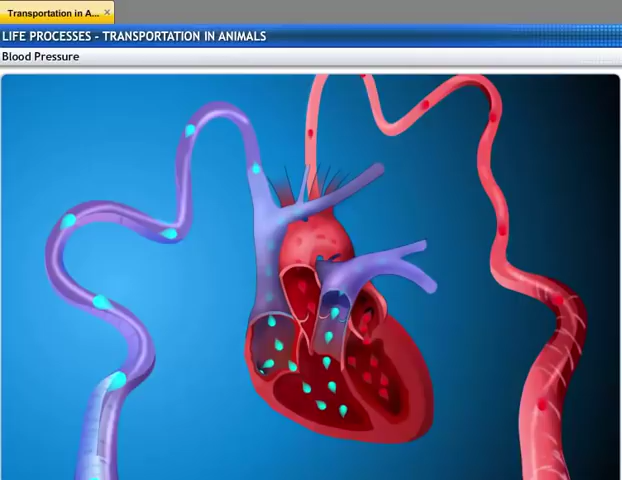 Transportation in A...
LIFE PROCESSES - TRANSPORTATION IN ANIMALS
Blood Pressure